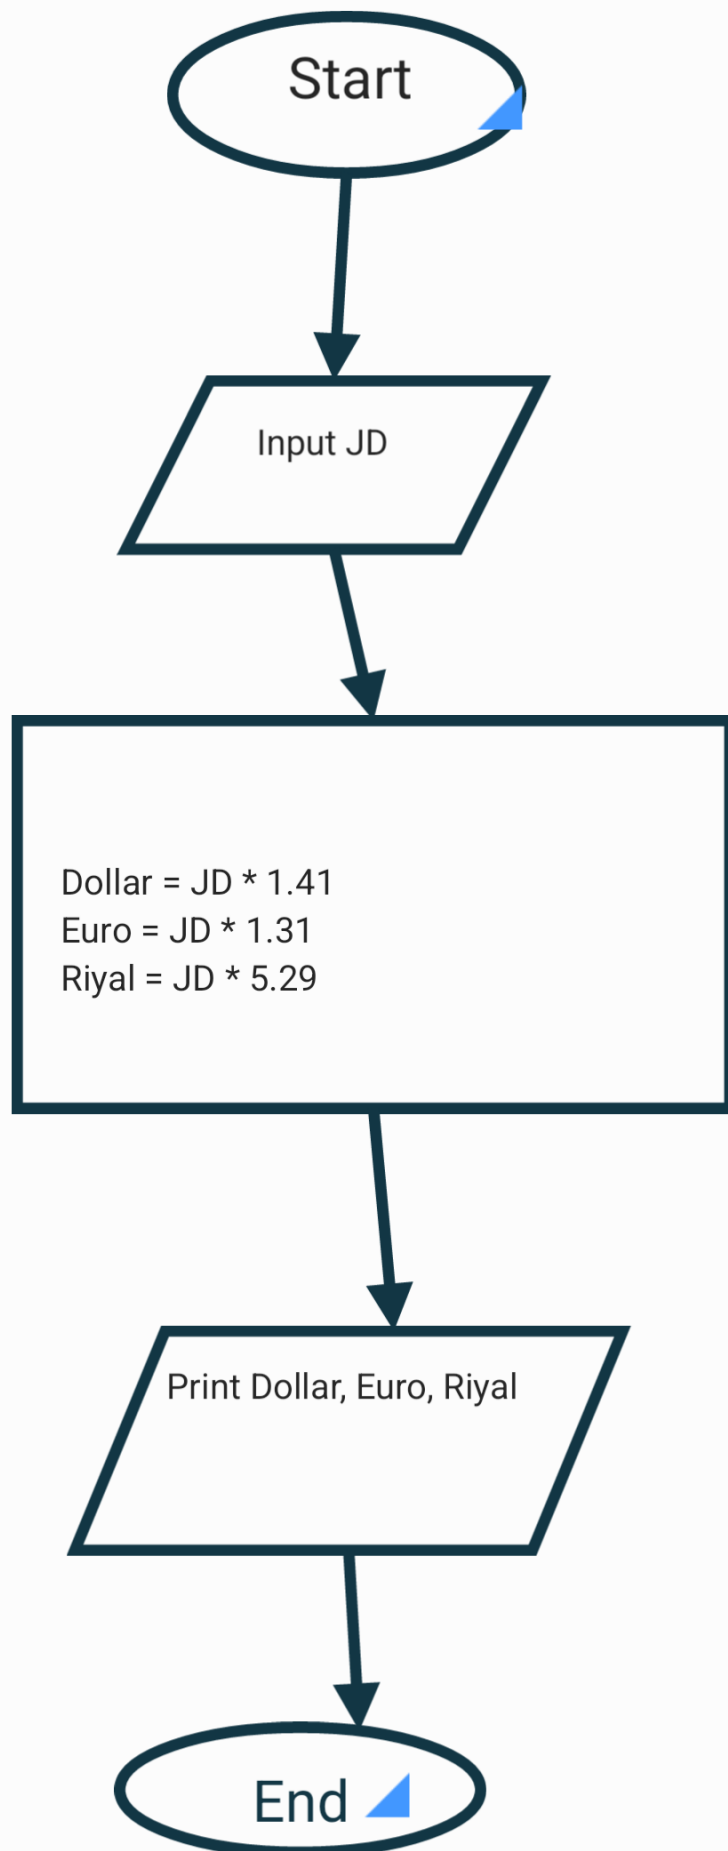 Start
Input JD
Dollar = JD * 1.41
Euro = JD * 1.31
Riyal = JD * 5.29
Print Dollar, Euro, Riyal
End